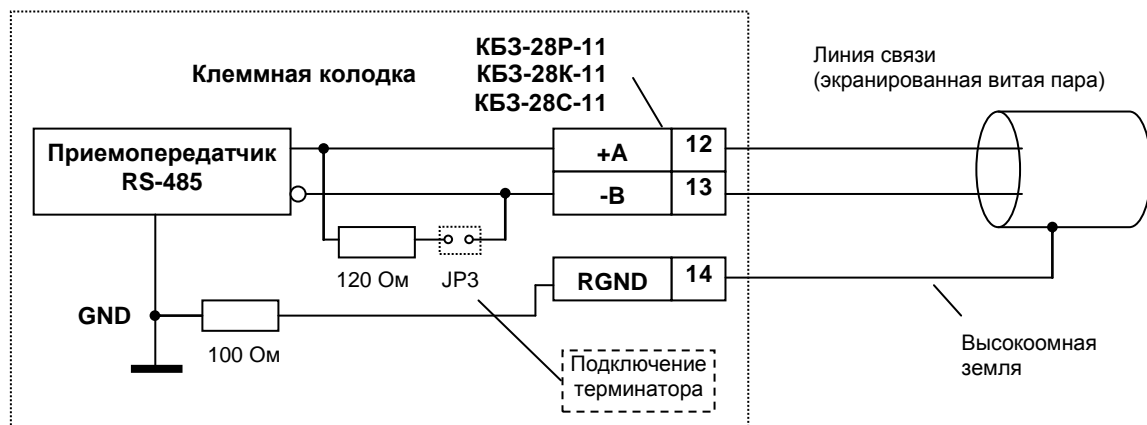 КБЗ-28Р-11
Клеммная колодка
КБЗ-28К-11
КБЗ-28С-11
Линия связи
(экранированная витая пара)
Приемопередатчик
RS-485
+A 12
-B 13
120 Ом
JP3
RGND 14
GND
100 Ом
Подключение
терминатора
Высокоомная
земля